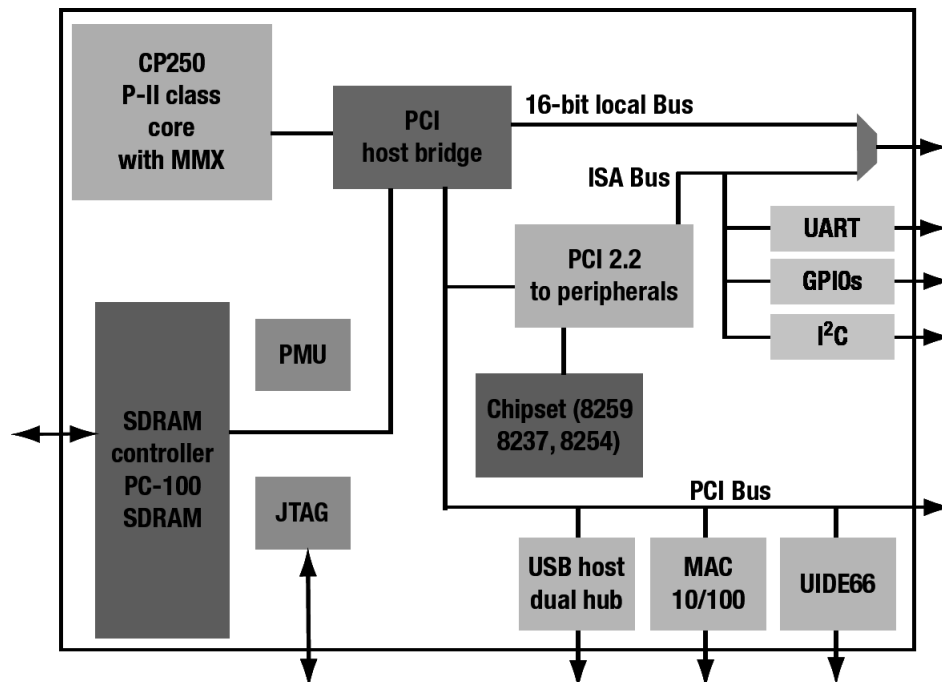 CP250
P-II class
core
with MMX
PCI
host bridge
16-bit local Bus
ISA Bus
UART
GPIOs
I²C
PCI 2.2
to peripherals
PMU
Chipset (8259
8237, 8254)
SDRAM
controller
PC-100
SDRAM
JTAG
PCI Bus
USB host
dual hub
MAC
10/100
UIDE66